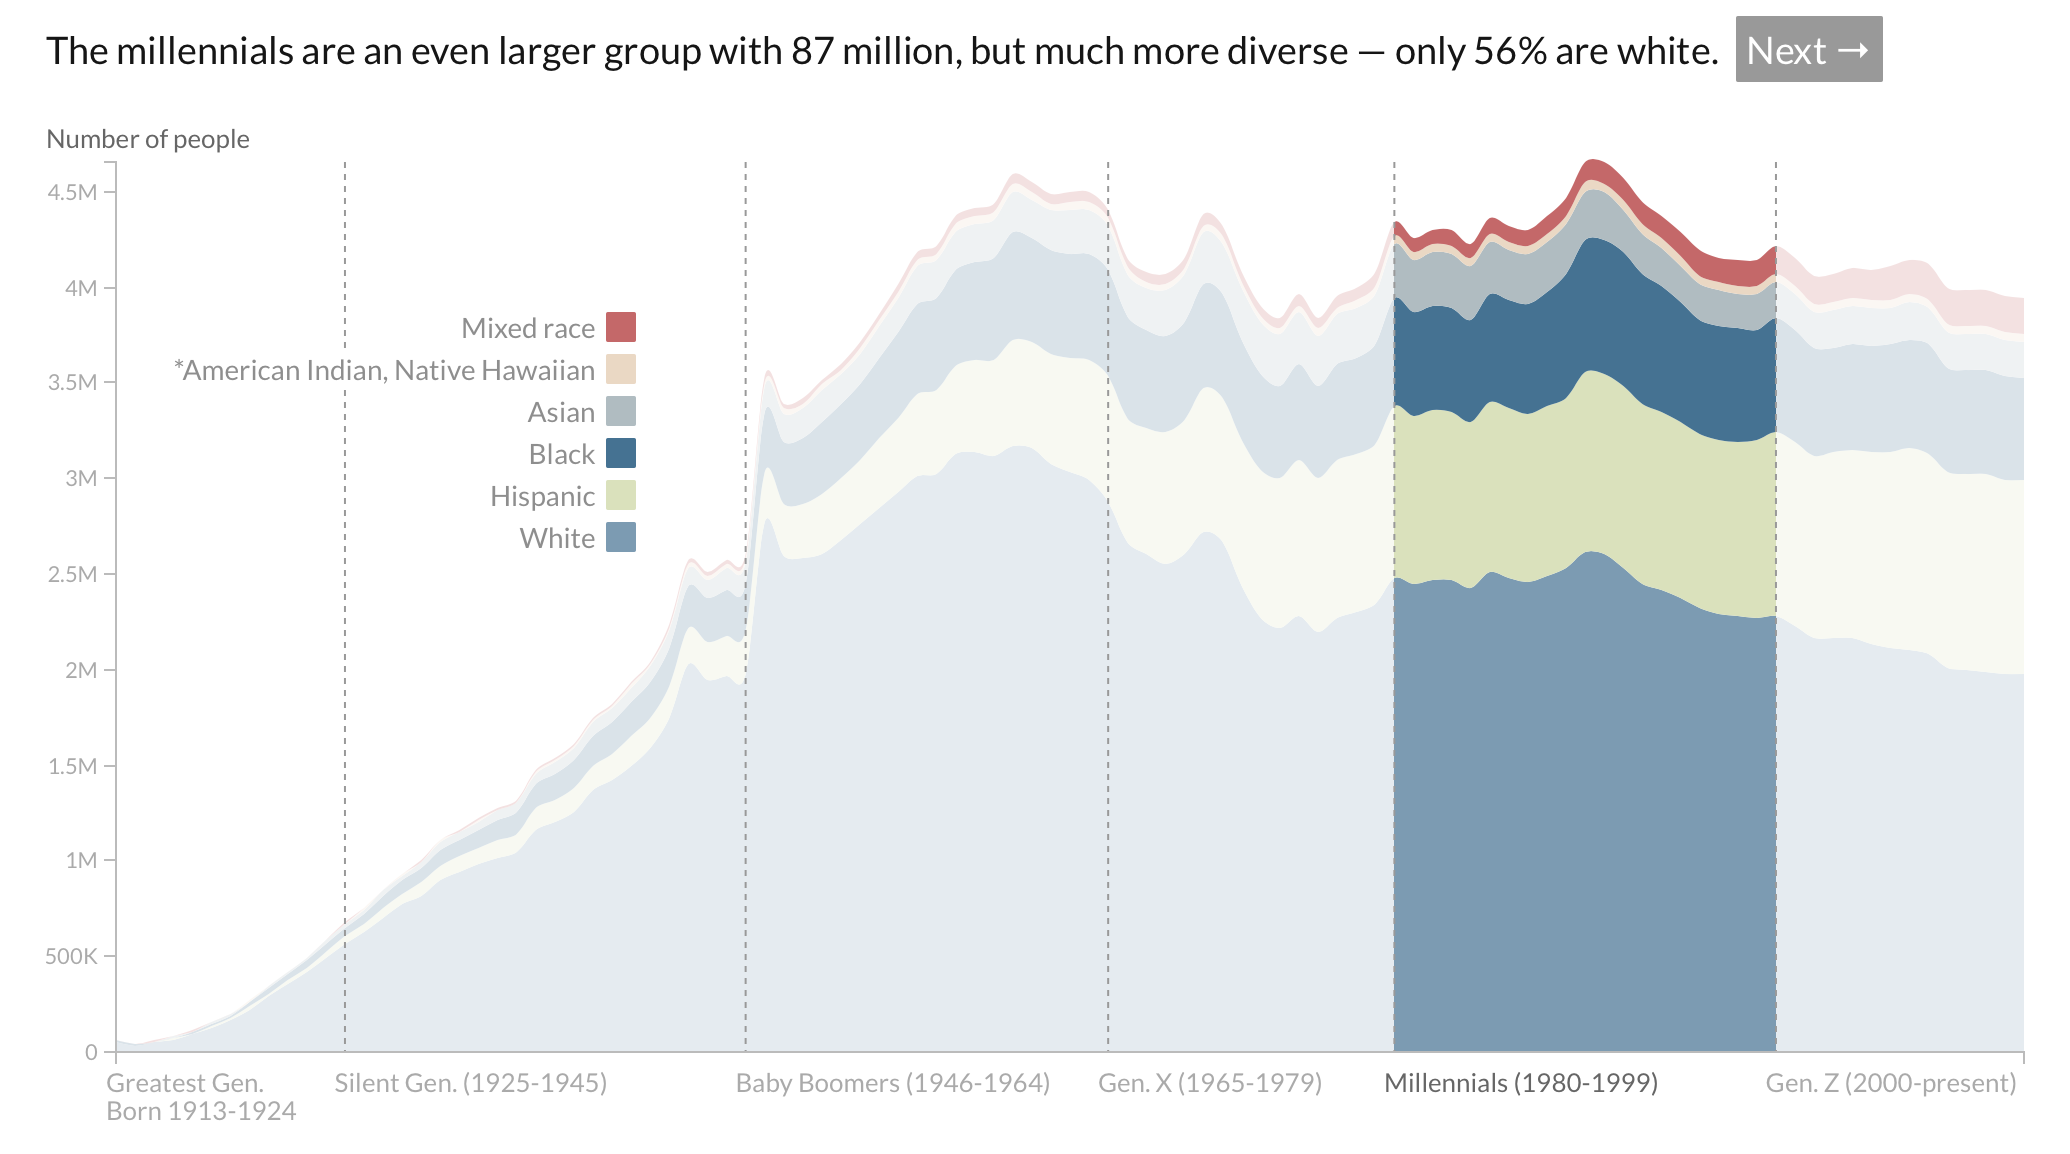 The millennials are an even larger group with 87 million, but much more diverse — only 56% are white. Next →
Number of people
4.5M
4M
3.5M
3M
2.5M
2M
1.5M
1M
500K
0
Mixed race
*American Indian, Native Hawaiian
Asian
Black
Hispanic
White
Greatest Gen.
Born 1913-1924
Silent Gen. (1925-1945)
Baby Boomers (1946-1964)
Gen. X (1965-1979)
Millennials (1980-1999)
Gen. Z (2000-present)